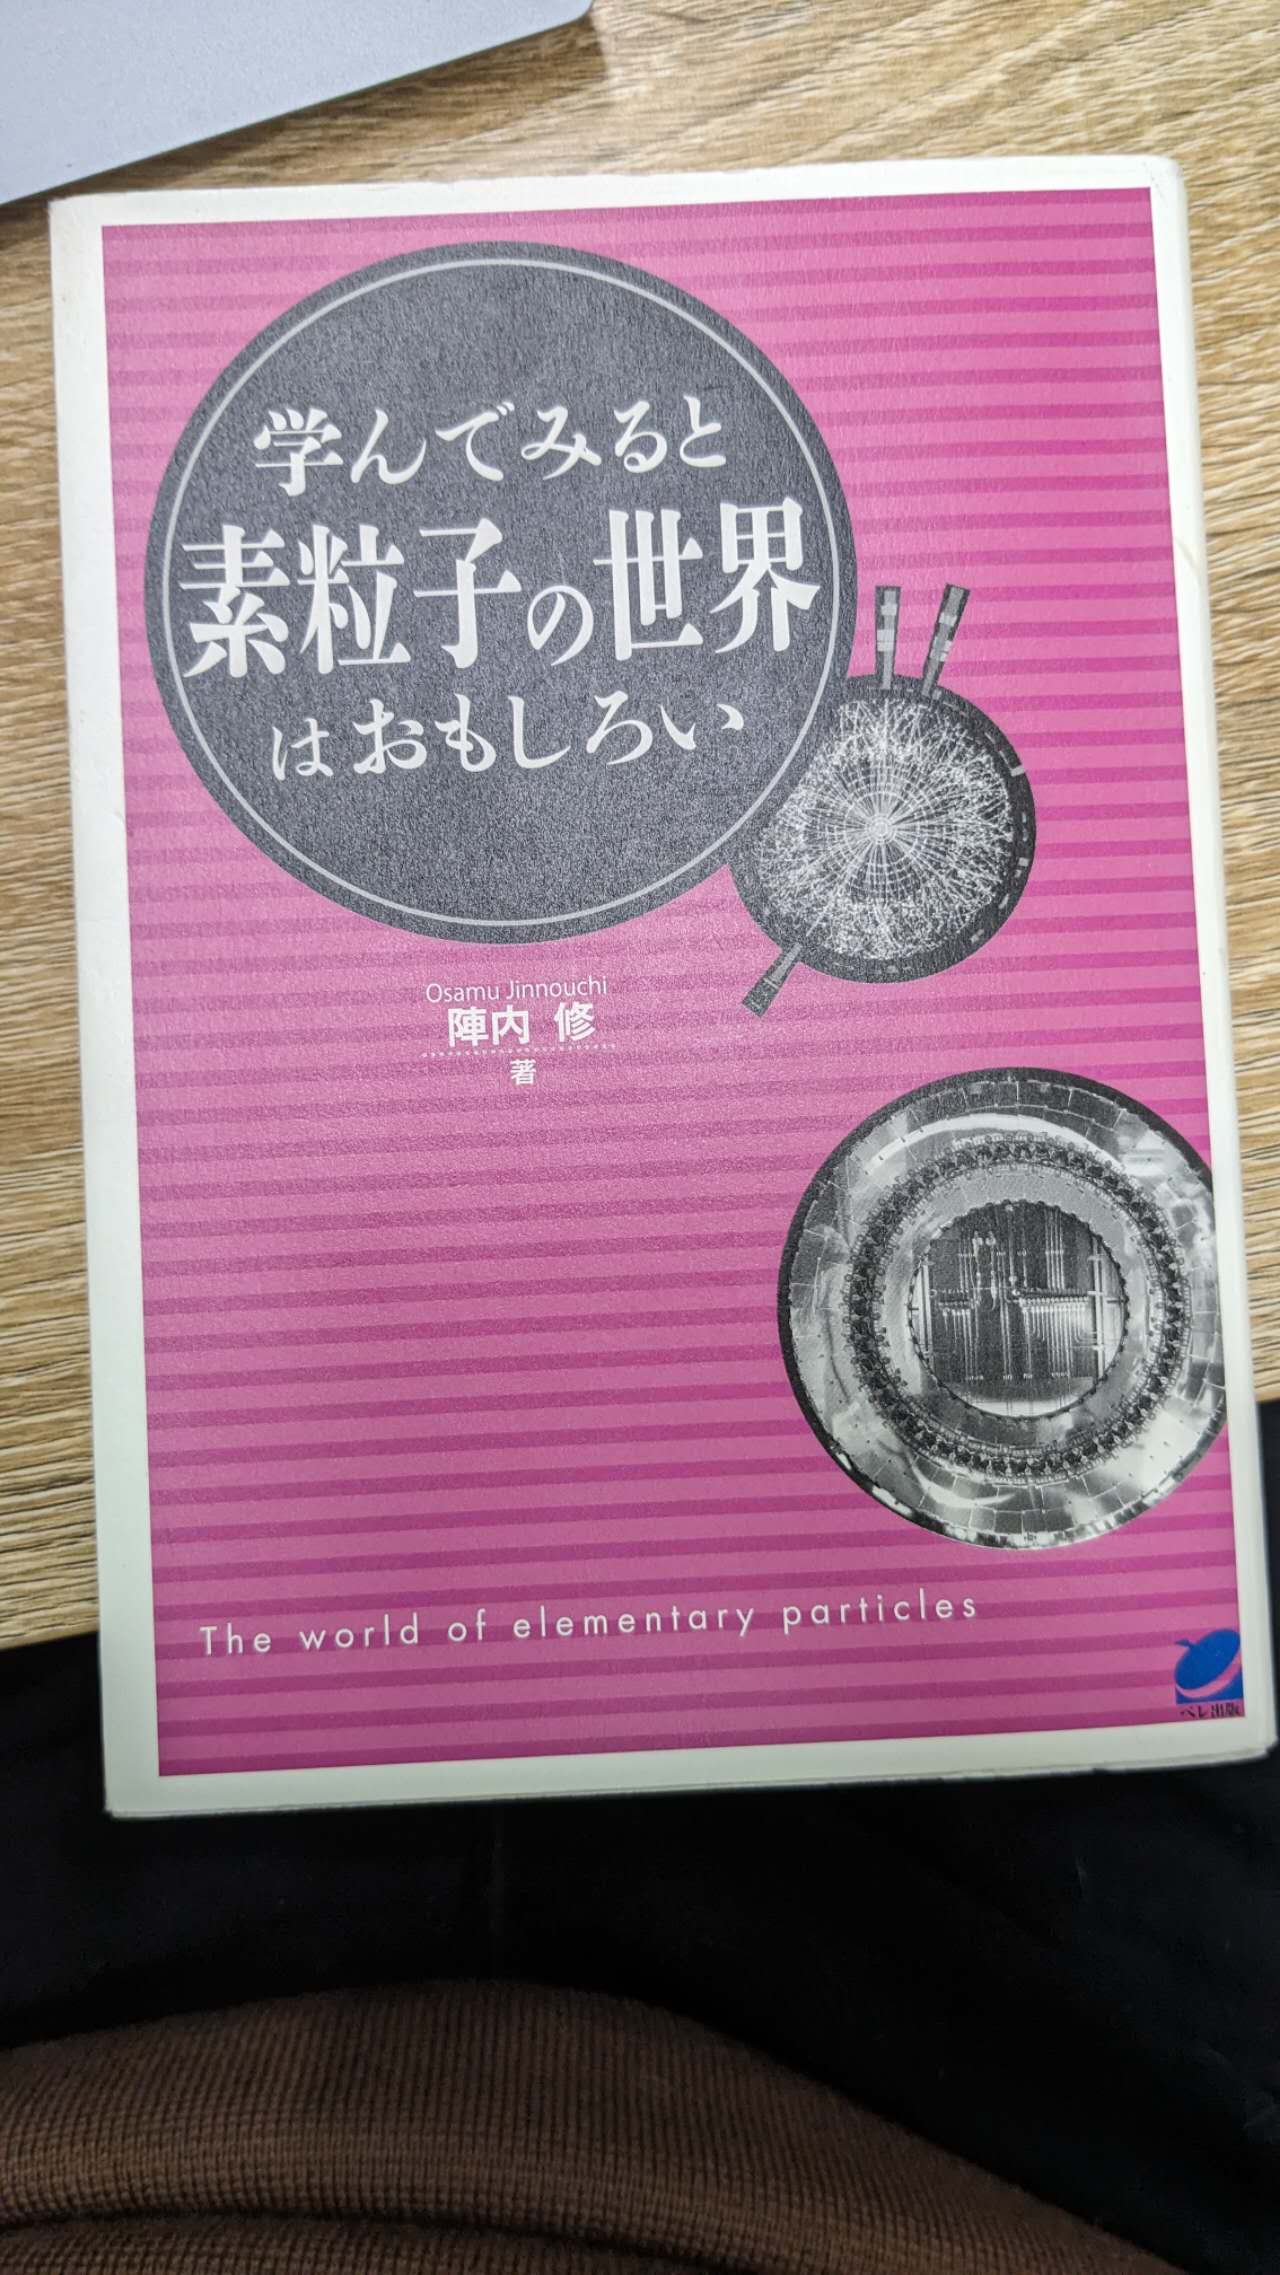 学んでみると
素粒子の世界
はおもしろい
Osamu Jinnouchi
陣内 修
著
The world of elementary particles
ベレ出版